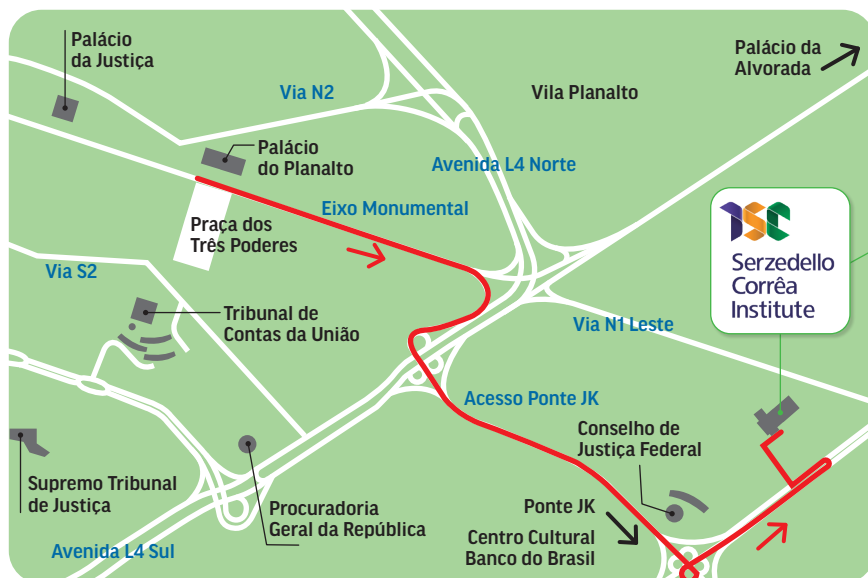 Palácio
da Justiça
Palácio da
Alvorada
Via N2
Vila Planalto
Palácio
do Planalto
Avenida L4 Norte
Eixo Monumental
Praça dos
Três Poderes
ISC
Serzedello
Corrêa
Institute
Via S2
Tribunal de
Contas da União
Via N1 Leste
Acesso Ponte JK
Conselho de
Justiça Federal
Supremo Tribunal
de Justiça
Procuradoria
Geral da República
Ponte JK
Centro Cultural
Banco do Brasil
Avenida L4 Sul